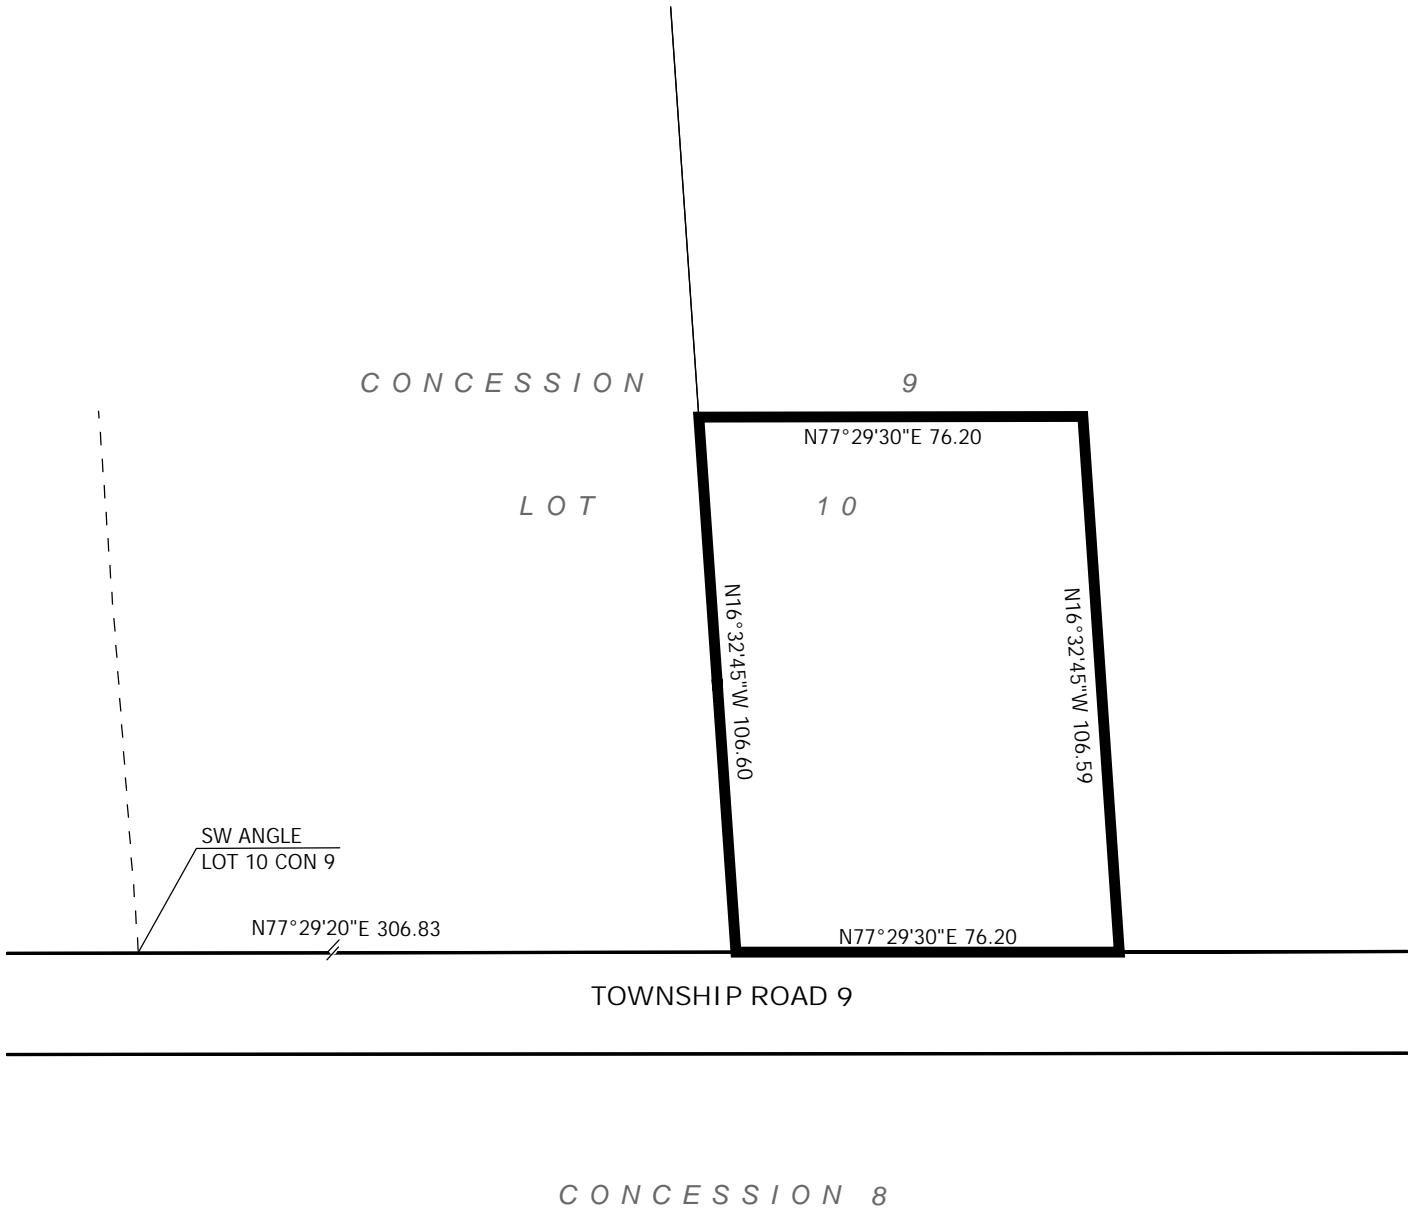 CONCESSION 9
N77°29'30"E 76.20
LOT 10
N16°32'45"W 106.60
N16°32'45"W 106.59
SW ANGLE
LOT 10 CON 9
N77°29'20"E 306.83
N77°29'30"E 76.20
TOWNSHIP ROAD 9
CONCESSION 8